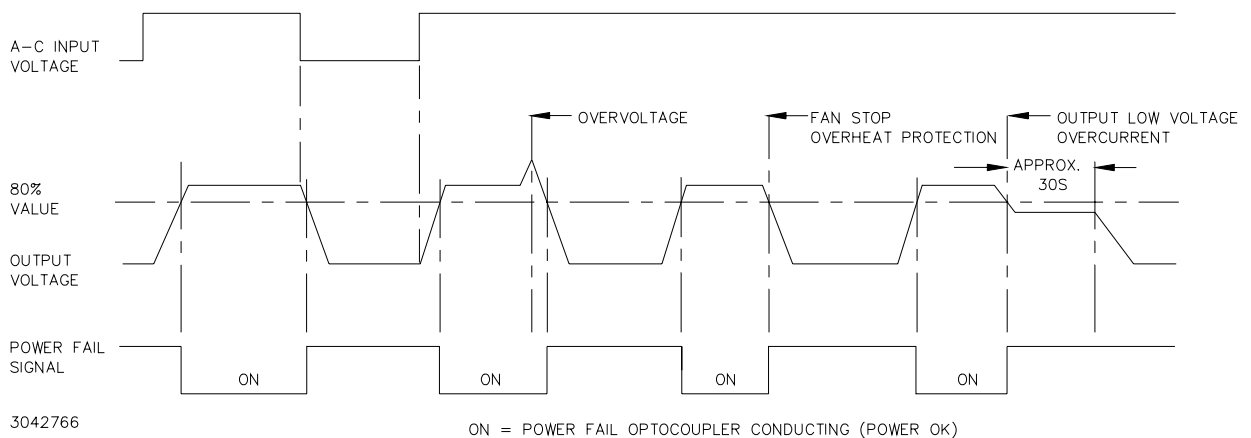 A-C INPUT
VOLTAGE
OVERVOLTAGE
FAN STOP
OVERHEAT PROTECTION
OUTPUT LOW VOLTAGE
OVERCURRENT
APPROX.
30S
80%
VALUE
OUTPUT
VOLTAGE
POWER FAIL
SIGNAL
ON
ON
ON
ON
3042766
ON = POWER FAIL OPTOCOUPLER CONDUCTING (POWER OK)